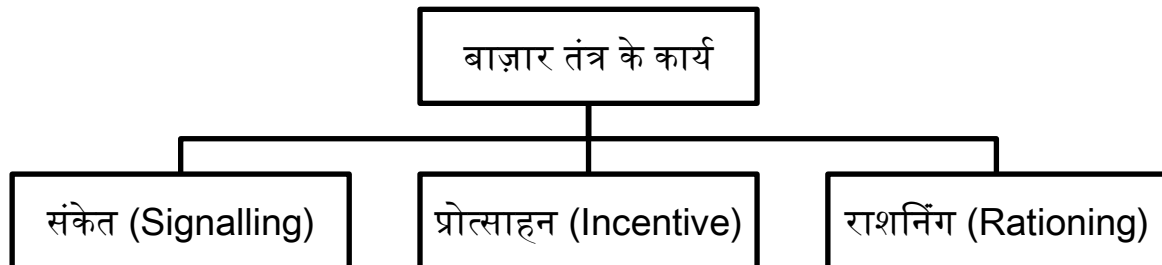 बाज़ार तंत्र के कार्य
संकेत (Signalling)
प्रोत्साहन (Incentive)
राशनिंग (Rationing)